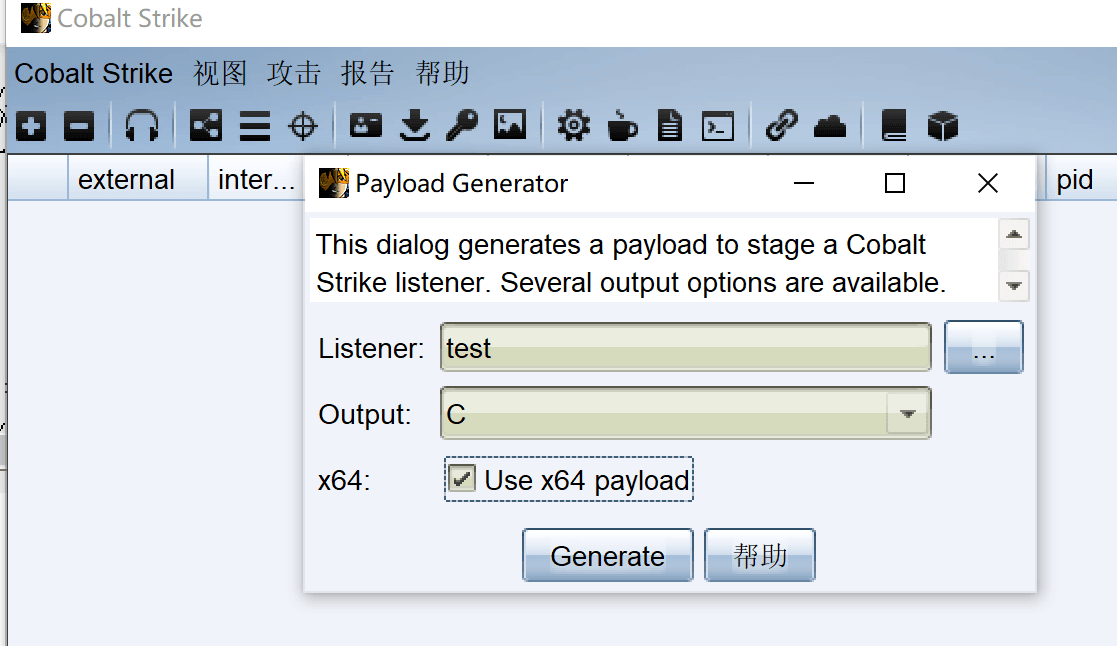 Cobalt Strike
Cobalt Strike 视图 攻击 报告 帮助
external inter... pid
Payload Generator
This dialog generates a payload to stage a Cobalt
Strike listener. Several output options are available.
Listener: test ...
Output: C
x64: Use x64 payload
Generate 帮助